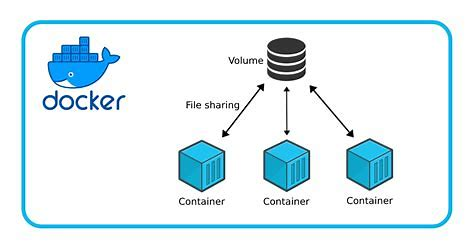 Volume
File sharing
docker
Container
Container
Container